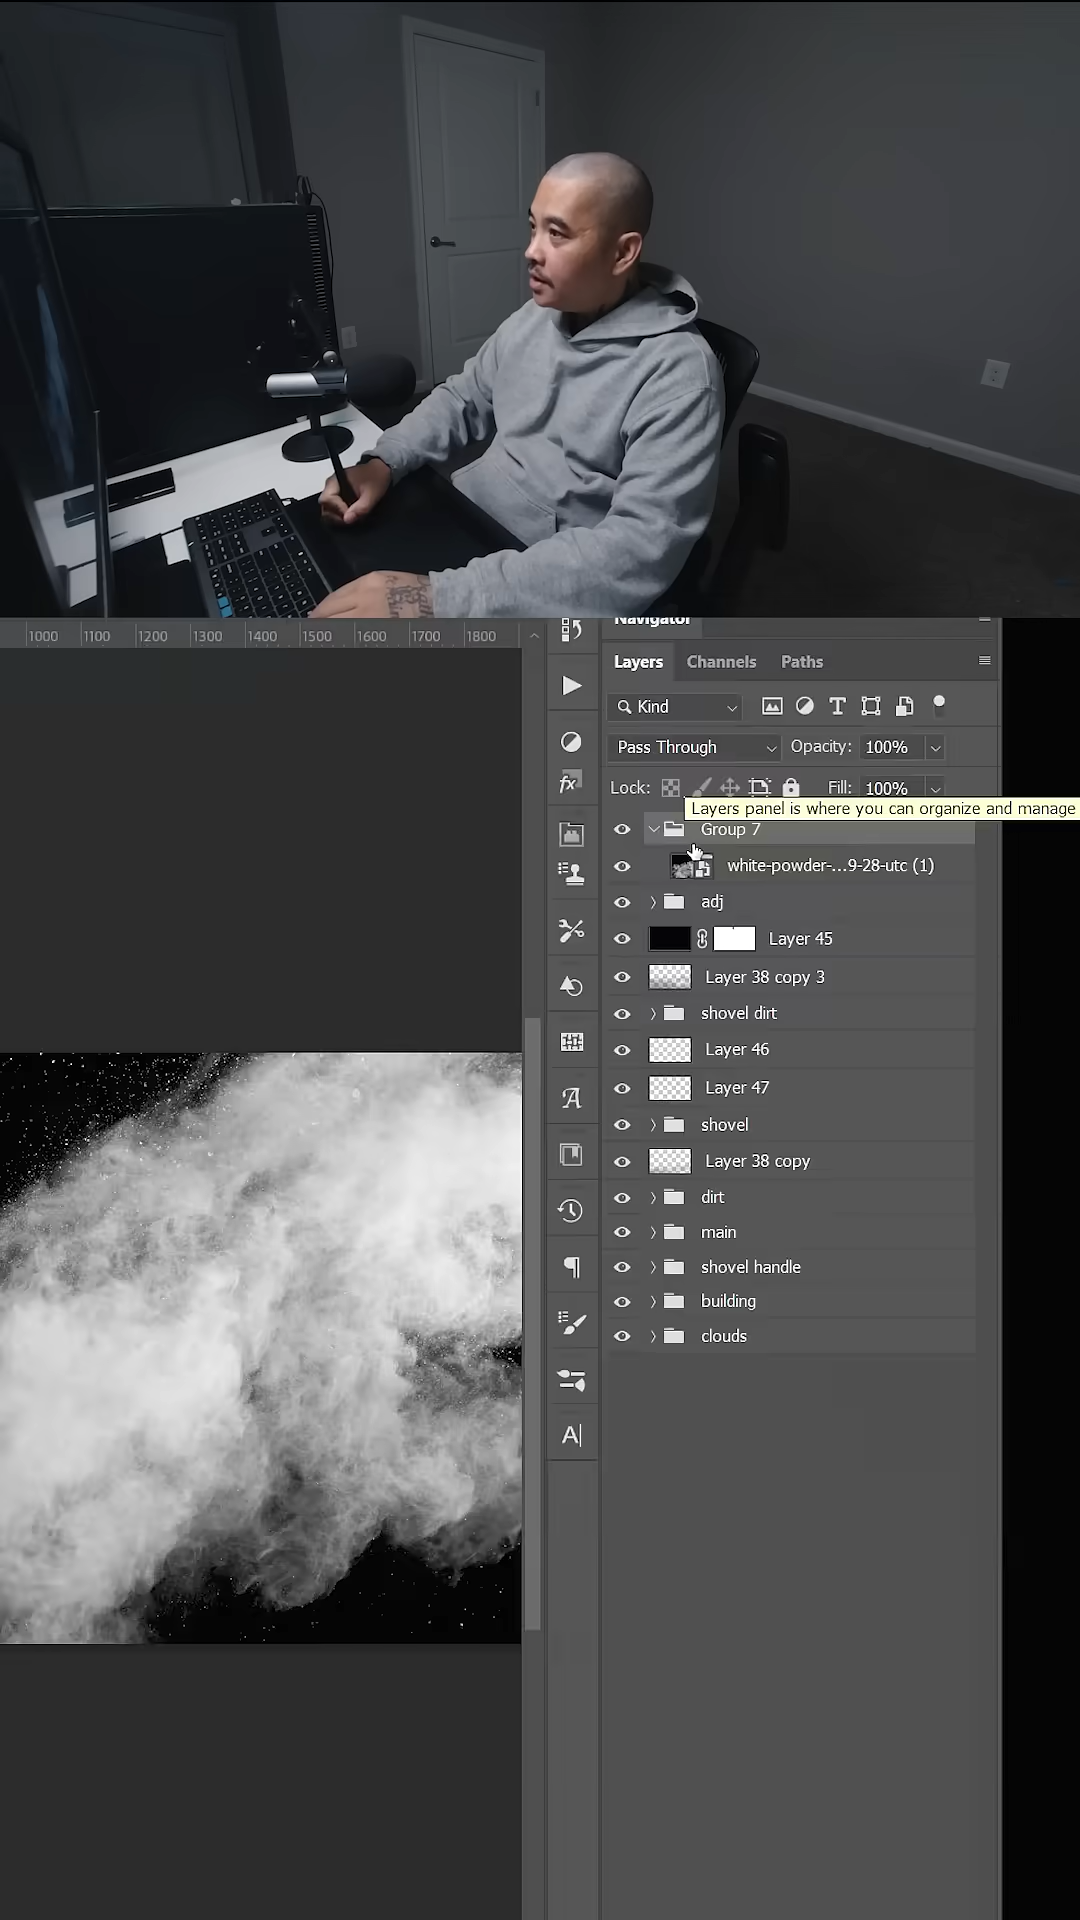 1000 1100 1200 1300 1400 1500 1600 1700 1800
Navigator
Layers Channels Paths
Kind
T
Pass Through Opacity: 100%
Lock: Fill: 100%
Layers panel is where you can organize and manage
Group 7
white-powder-...9-28-utc (1)
adj
Layer 45
Layer 38 copy 3
shovel dirt
Layer 46
Layer 47
shovel
Layer 38 copy
dirt
main
shovel handle
building
clouds
fx
A
¶
A|